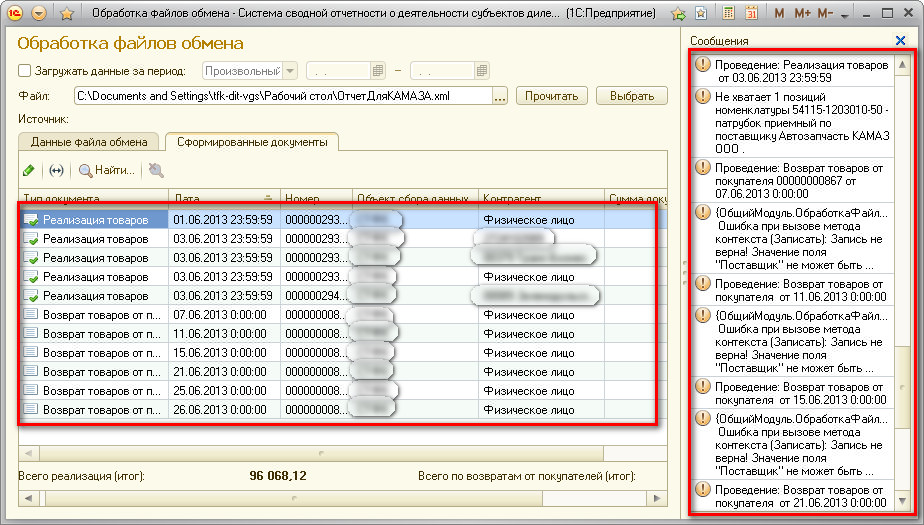 Обработка файлов обмена - Система сводной отчетности о деятельности субъектов диле... (1С:Предприятие)
M M+ M-
Обработка файлов обмена
Загружать данные за период: Произвольный . . – . .
Файл: C:\Documents and Settings\tfk-dit-vgs\Рабочий стол\ОтчетДляКАМАЗА.xml ... Прочитать Выбрать
Источник:
Данные Файла обмена Сформированные документы
Найти...
Тип документа Дата Номер Объект сбора данных Контрагент Сумма доку
Реализация товаров 01.06.2013 23:59:59 000000293... Физическое лицо
Реализация товаров 03.06.2013 23:59:59 000000293...
Реализация товаров 03.06.2013 23:59:59 000000293...
Реализация товаров 03.06.2013 23:59:59 000000293... Физическое лицо
Реализация товаров 03.06.2013 23:59:59 000000294...
Возврат товаров от п... 07.06.2013 0:00:00 000000008... Физическое лицо
Возврат товаров от п... 11.06.2013 0:00:00 000000008... Физическое лицо
Возврат товаров от п... 15.06.2013 0:00:00 000000008... Физическое лицо
Возврат товаров от п... 21.06.2013 0:00:00 000000008... Физическое лицо
Возврат товаров от п... 25.06.2013 0:00:00 000000008... Физическое лицо
Возврат товаров от п... 26.06.2013 0:00:00 000000008... Физическое лицо
Всего реализация (итог): 96 068,12 Всего по возвратам от покупателей (итог):
Сообщения
Проведение: Реализация товаров
от 03.06.2013 23:59:59
Не хватает 1 позиций
номенклатуры 54115-1203010-50 -
патрубок приемный по
поставщику Автозапчасть КАМАЗ
ООО .
Проведение: Возврат товаров от
покупателя 00000000867 от
07.06.2013 0:00:00
{ОбщийМодуль.ОбработкаФайл...
Ошибка при вызове метода
контекста (Записать): Запись не
верна! Значение поля
"Поставщик" не может быть ...
Проведение: Возврат товаров от
покупателя от 11.06.2013 0:00:00
{ОбщийМодуль.ОбработкаФайл...
Ошибка при вызове метода
контекста (Записать): Запись не
верна! Значение поля
"Поставщик" не может быть ...
Проведение: Возврат товаров от
покупателя от 15.06.2013 0:00:00
{ОбщийМодуль.ОбработкаФайл...
Ошибка при вызове метода
контекста (Записать): Запись не
верна! Значение поля
"Поставщик" не может быть ...
Проведение: Возврат товаров от
покупателя от 21.06.2013 0:00:00